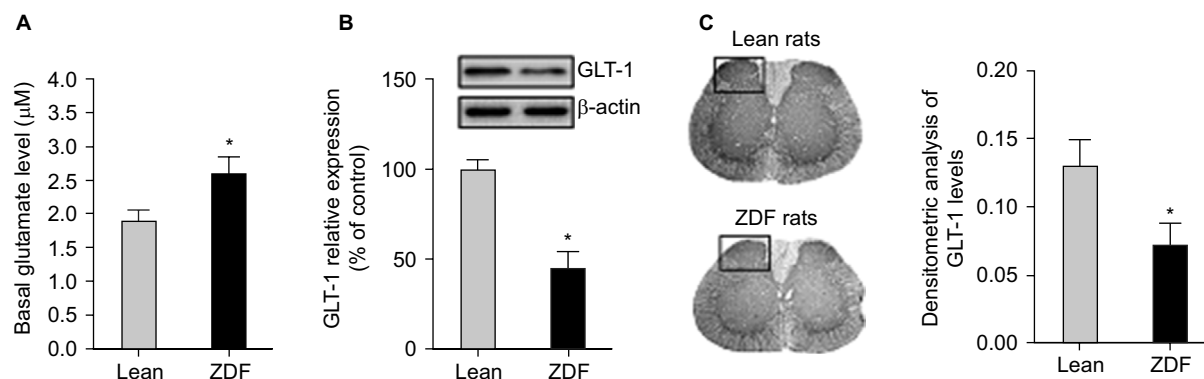 A
Basal glutamate level (μM)
4.0
3.5
3.0
2.5
2.0
1.5
1.0
0.5
0.0
*
Lean
ZDF
B
GLT-1 relative expression
(% of control)
150
100
50
0
GLT-1
β-actin
*
Lean
ZDF
C
Lean rats
ZDF rats
Densitometric analysis of
GLT-1 levels
0.20
0.15
0.10
0.05
0.00
*
Lean
ZDF